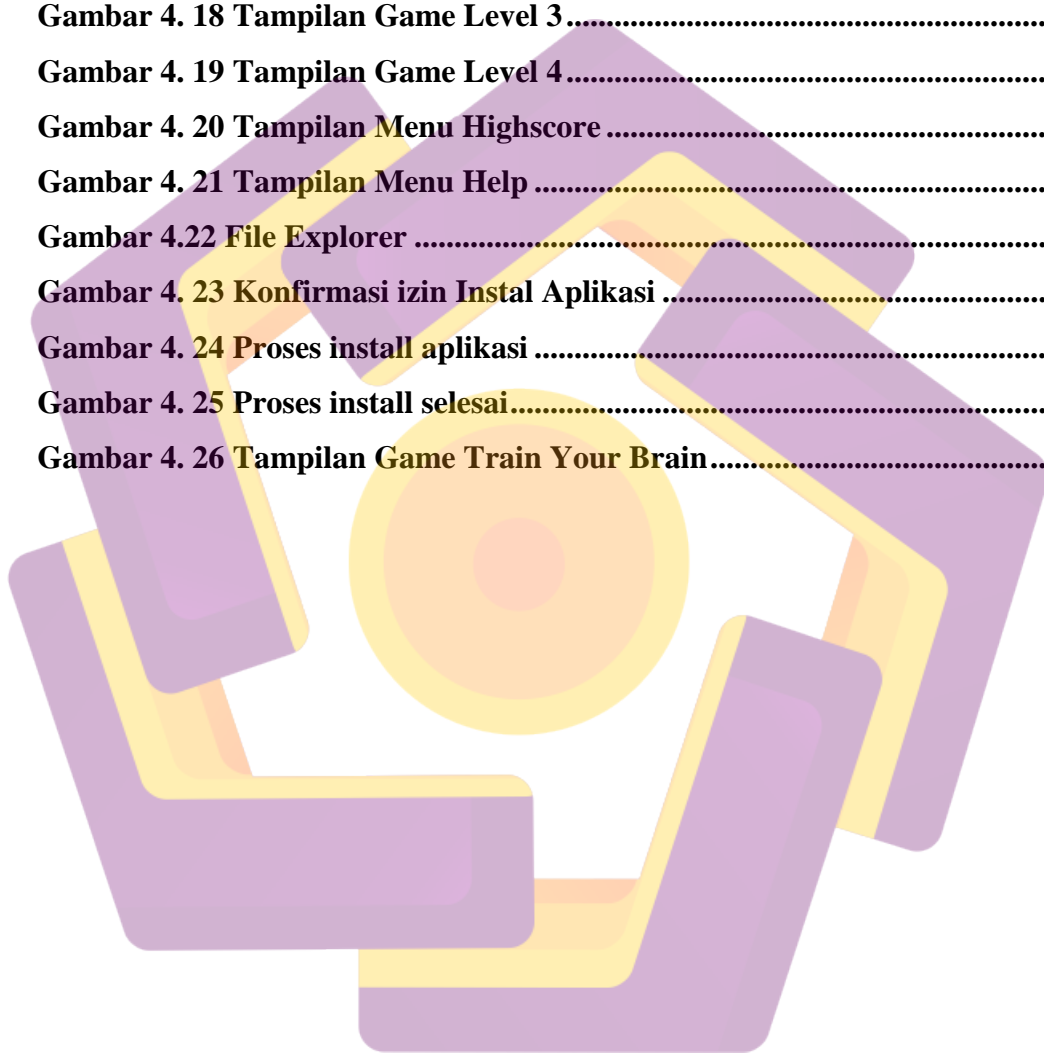 Gambar 4. 18 Tampilan Game Level 3................................................................
Gambar 4. 19 Tampilan Game Level 4................................................................
Gambar 4. 20 Tampilan Menu Highscore ..........................................................
Gambar 4. 21 Tampilan Menu Help .....................................................................
Gambar 4.22 File Explorer ....................................................................................
Gambar 4. 23 Konfirmasi izin Instal Aplikasi ...................................................
Gambar 4. 24 Proses install aplikasi .....................................................................
Gambar 4. 25 Proses install selesai........................................................................
Gambar 4. 26 Tampilan Game Train Your Brain.............................................